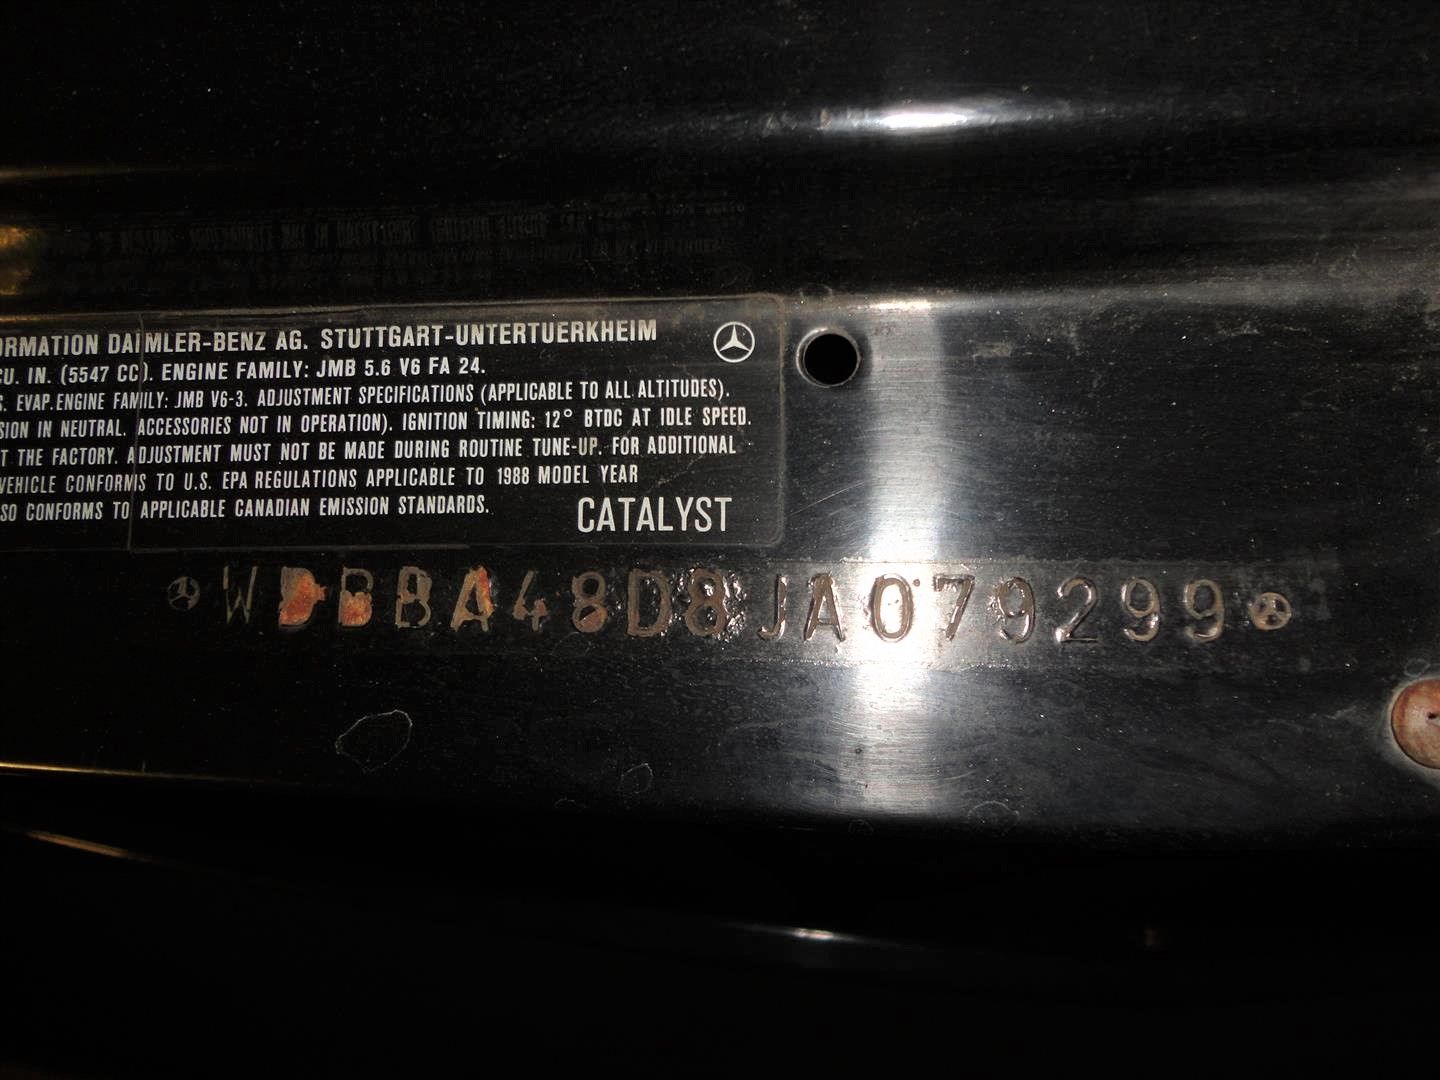 ORMATION DAIMLER-BENZ AG. STUTTGART-UNTERTUERKHEIM
CU. IN. (5547 CC). ENGINE FAMILY: JMB 5.6 V6 FA 24.
S. EVAP.ENGINE FAMILY: JMB V6-3. ADJUSTMENT SPECIFICATIONS (APPLICABLE TO ALL ALTITUDES).
SION IN NEUTRAL. ACCESSORIES NOT IN OPERATION). IGNITION TIMING: 12° BTDC AT IDLE SPEED.
T THE FACTORY. ADJUSTMENT MUST NOT BE MADE DURING ROUTINE TUNE-UP. FOR ADDITIONAL
VEHICLE CONFORMS TO U.S. EPA REGULATIONS APPLICABLE TO 1988 MODEL YEAR
SO CONFORMS TO APPLICABLE CANADIAN EMISSION STANDARDS.
CATALYST
WDBBA48D8JA079299